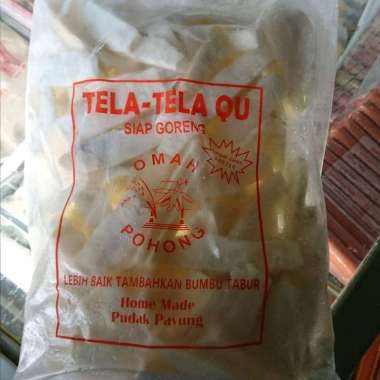 TELA-TELA QU
SIAP GORENG
OMAH
POHONG
LEBIH BAIK TAMBAHKAN BUMBU TABUR
Home Made
Pudak Payung